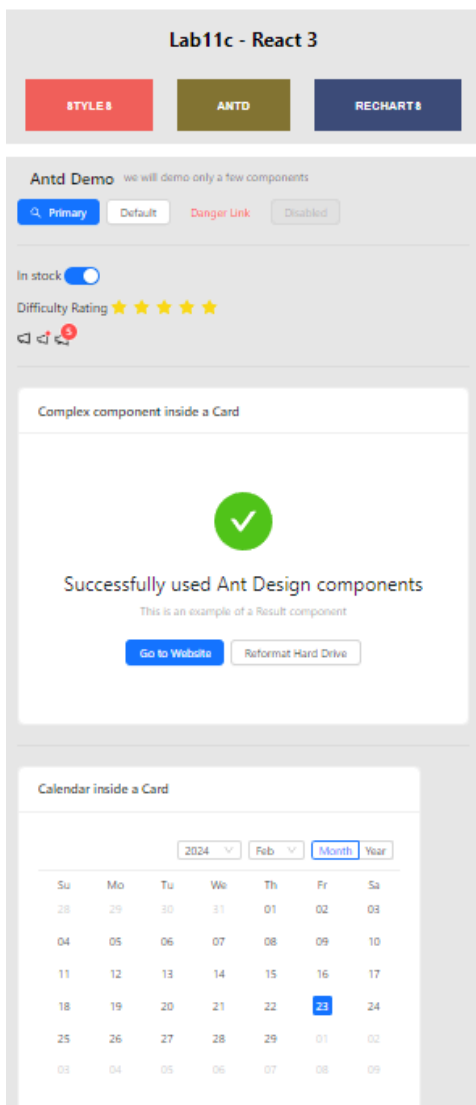 Lab11c - React 3
STYLES ANTD RECHARTS
Antd Demo we will demo only a few components
Primary Default Danger Link Disabled
In stock
Difficulty Rating
5
Complex component inside a Card
Successfully used Ant Design components
This is an example of a Result component
Go to Website Reformat Hard Drive
Calendar inside a Card
2024 Feb Month Year
Su Mo Tu We Th Fr Sa
28 29 30 31 01 02 03
04 05 06 07 08 09 10
11 12 13 14 15 16 17
18 19 20 21 22 23 24
25 26 27 28 29 01 02
03 04 05 06 07 08 09